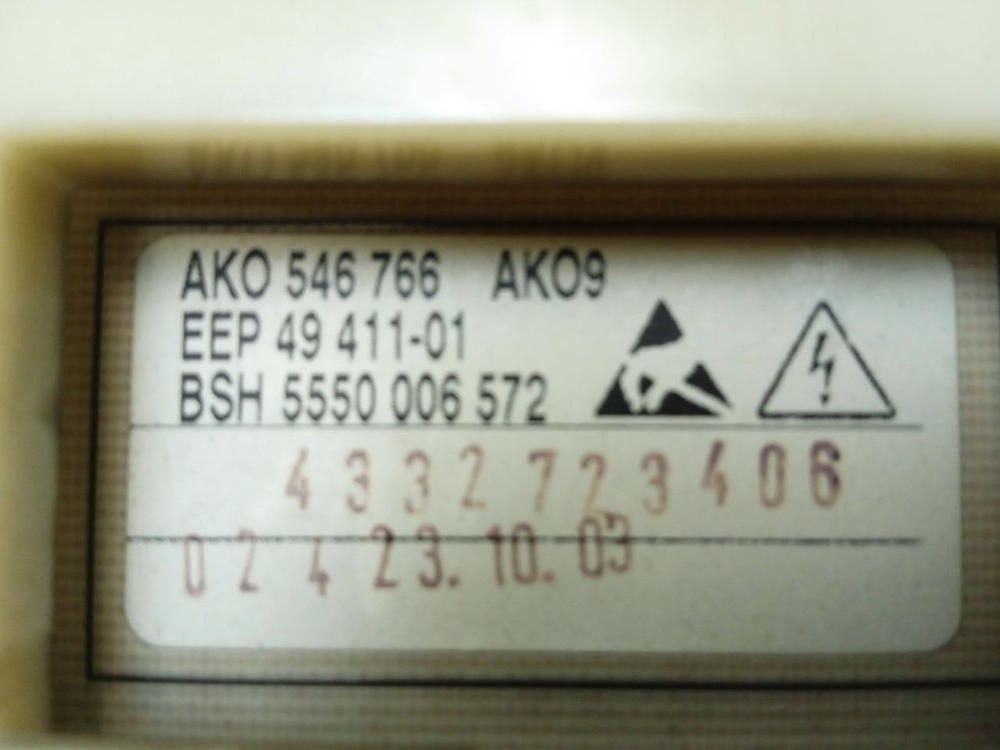 AKO 546 766 AKO9
EEP 49 411-01
BSH 5550 006 572
4332723406
024 23.10.03